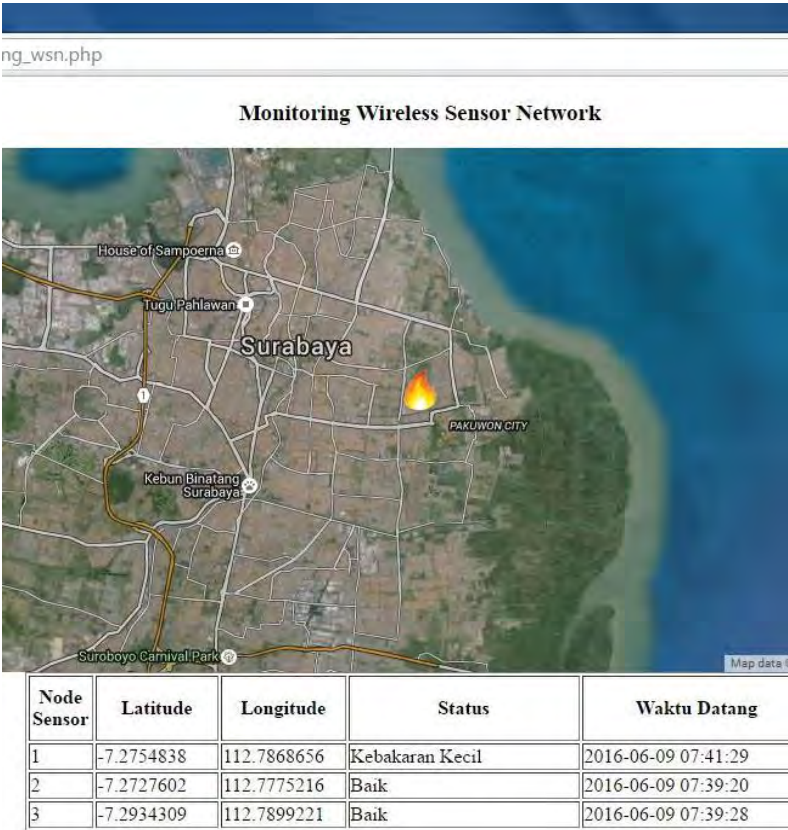 ng_wsn.php
Monitoring Wireless Sensor Network
House of Sampoerna
Tugu Pahlawan
Surabaya
1
PAKUWON CITY
Kebun Binatang
Surabaya
Suroboyo Carnival Park
Map data
Node Sensor Latitude Longitude Status Waktu Datang
1 -7.2754838 112.7868656 Kebakaran Kecil 2016-06-09 07:41:29
2 -7.2727602 112.7775216 Baik 2016-06-09 07:39:20
3 -7.2934309 112.7899221 Baik 2016-06-09 07:39:28